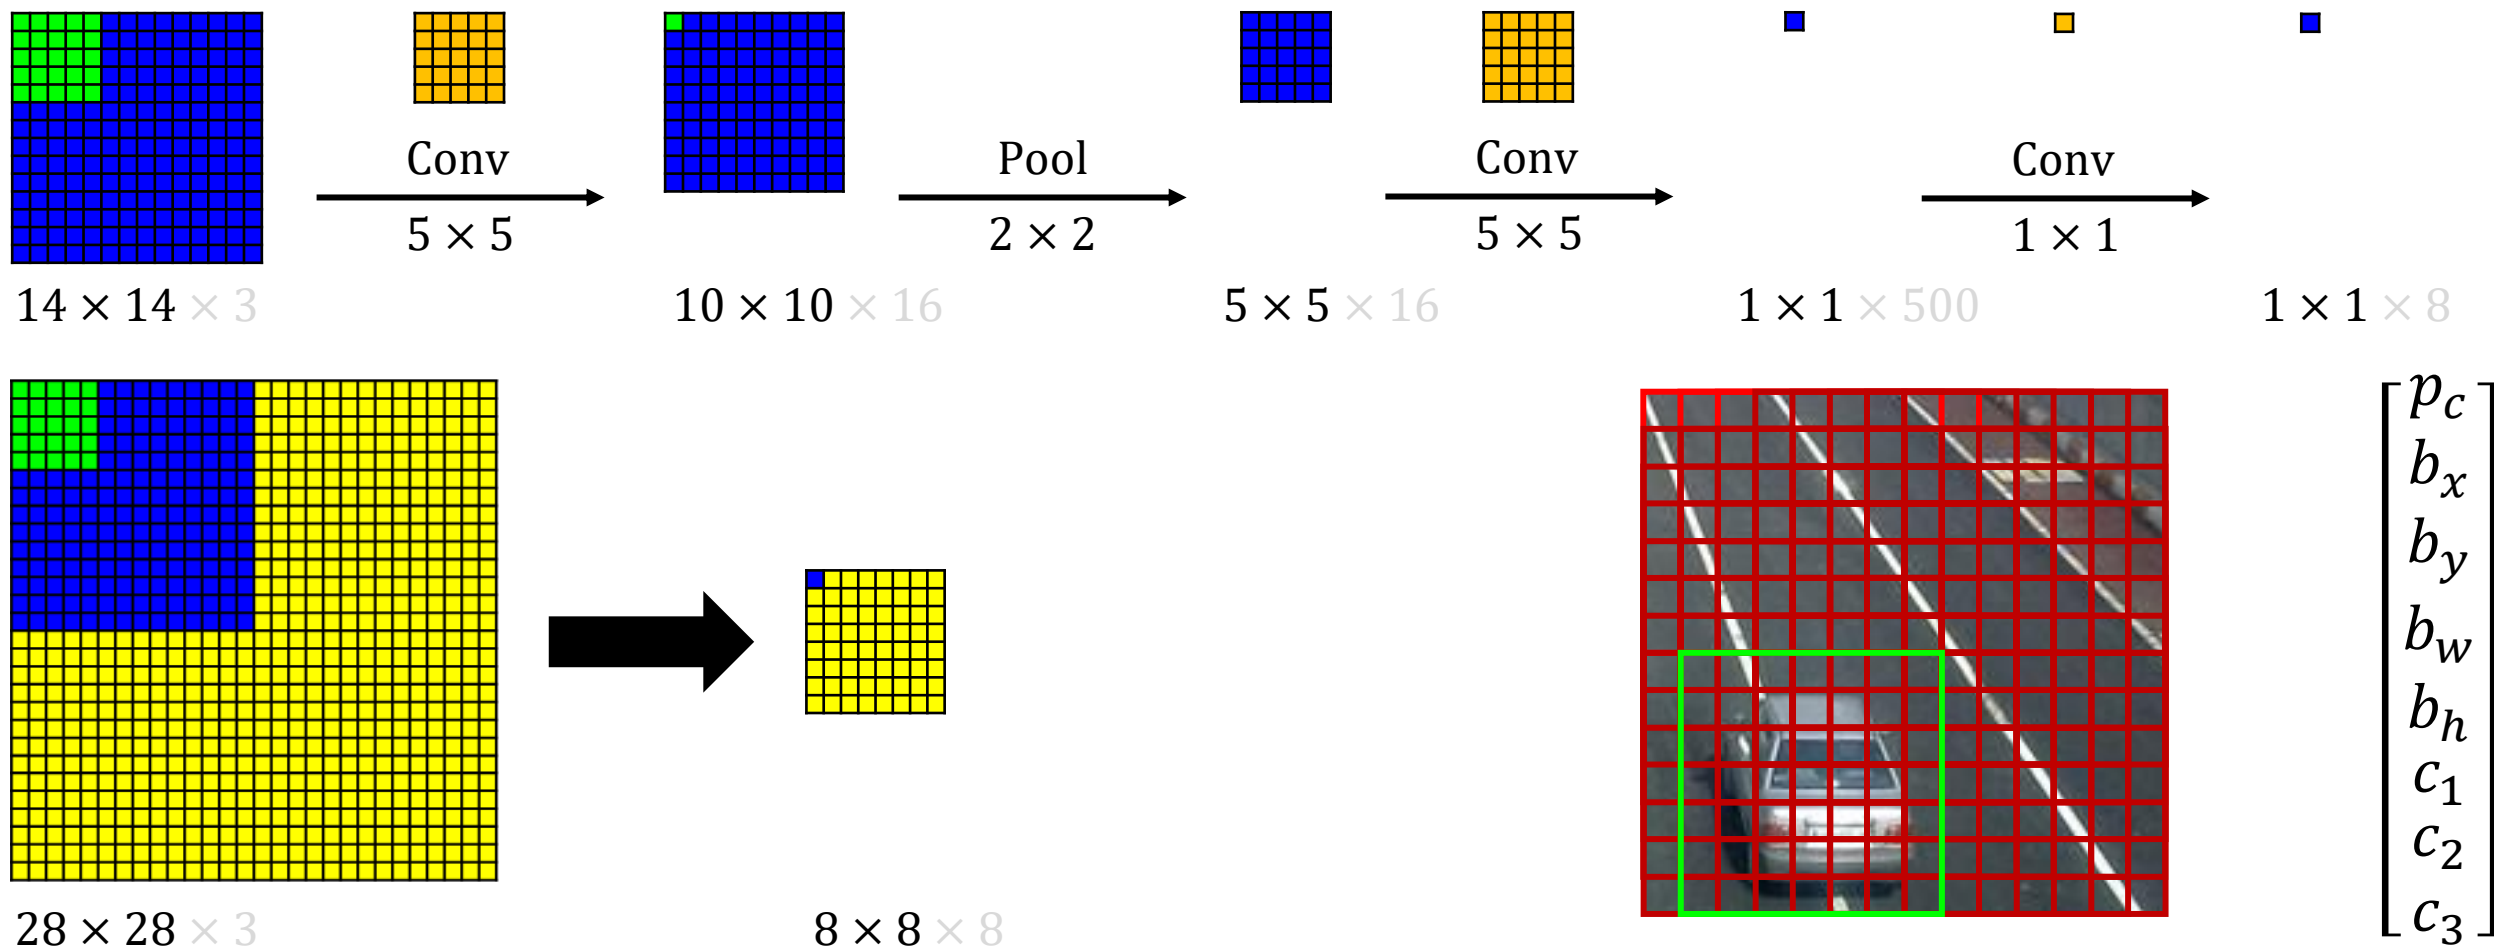 Conv
5 × 5
Pool
2 × 2
Conv
5 × 5
Conv
1 × 1
14 × 14 × 3
10 × 10 × 16
5 × 5 × 16
1 × 1 × 500
1 × 1 × 8
28 × 28 × 3
8 × 8 × 8
p_c
b_x
b_y
b_w
b_h
c_1
c_2
c_3